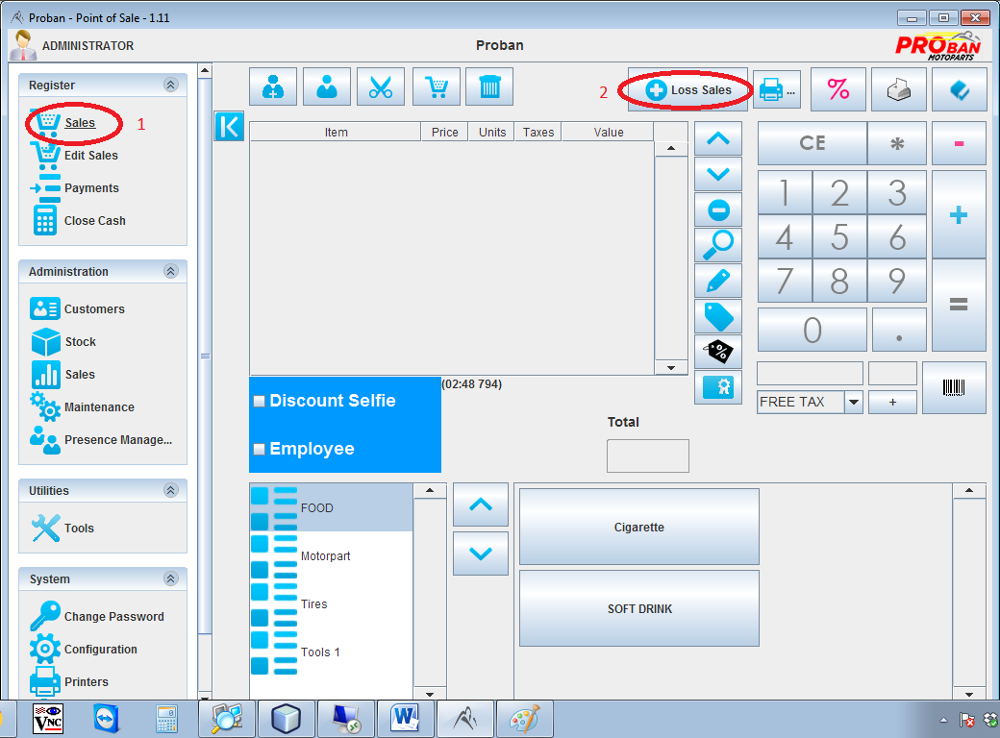 Proban - Point of Sale - 1.11
ADMINISTRATOR
Proban
PROBAN
MOTOPARTS
Register
Sales
1
Edit Sales
Payments
Close Cash
Administration
Customers
Stock
Sales
Maintenance
Presence Manage...
Utilities
Tools
System
Change Password
Configuration
Printers
2
Loss Sales
...
%
Item Price Units Taxes Value
%
CE * -
1 2 3 +
4 5 6
7 8 9 =
0 .
FREE TAX +
Discount Selfie
Employee
(02:48 794)
Total
FOOD
Motorpart
Tires
Tools 1
Cigarette
SOFT DRINK
VNC
W